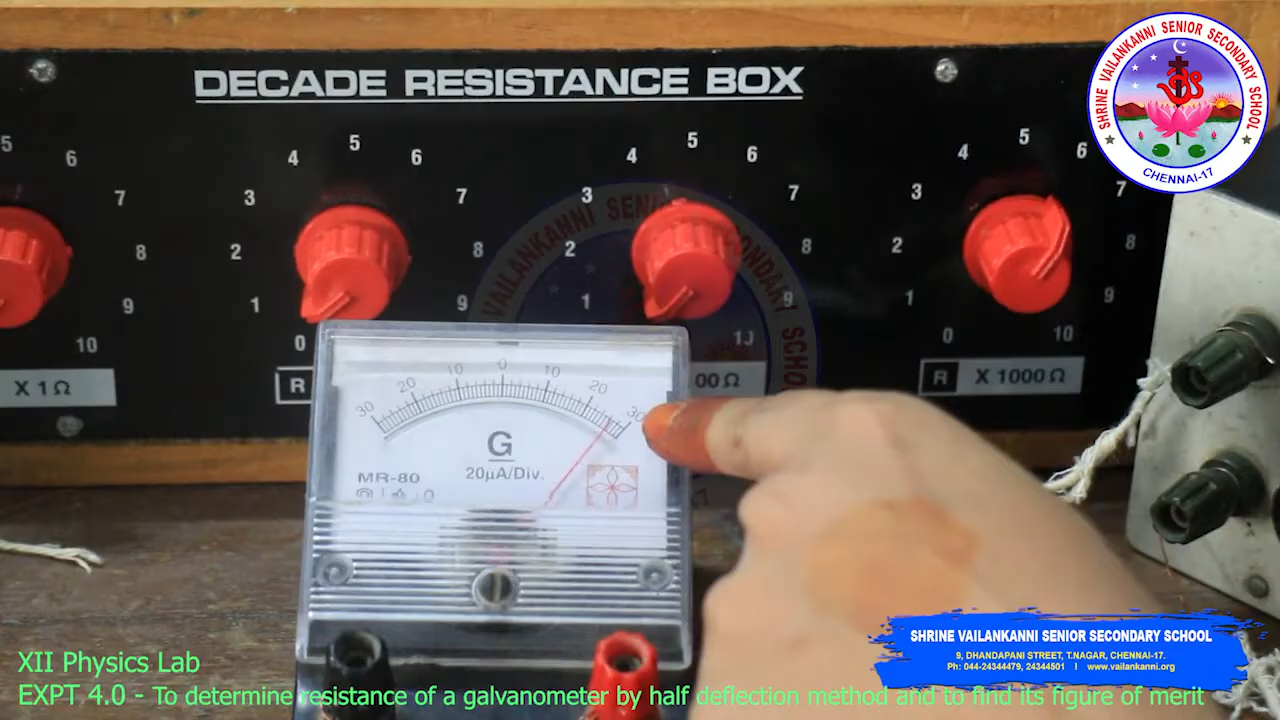 DECADE RESISTANCE BOX
5 6 7 8 9 10
X 1 Ω
0 1 2 3 4 5 6 7 8 9
R
1 2 3 4 5 6 7 8 9 10
00 Ω
0 1 2 3 4 5 6 7 8 9 10
R X 1000 Ω
30 20 10 0 10 20 30
G
20µA/Div.
MR-80
SHRINE VAILANKANNI SENIOR SECONDARY SCHOOL
CHENNAI-17
SHRINE VAILANKANNI SENIOR SECONDARY SCHOOL
9, DHANDAPANI STREET, T.NAGAR, CHENNAI-17.
Ph: 044-24344479, 24344501 I www.vailankanni.org
XII Physics Lab
EXPT 4.0 - To determine resistance of a galvanometer by half deflection method and to find its figure of merit